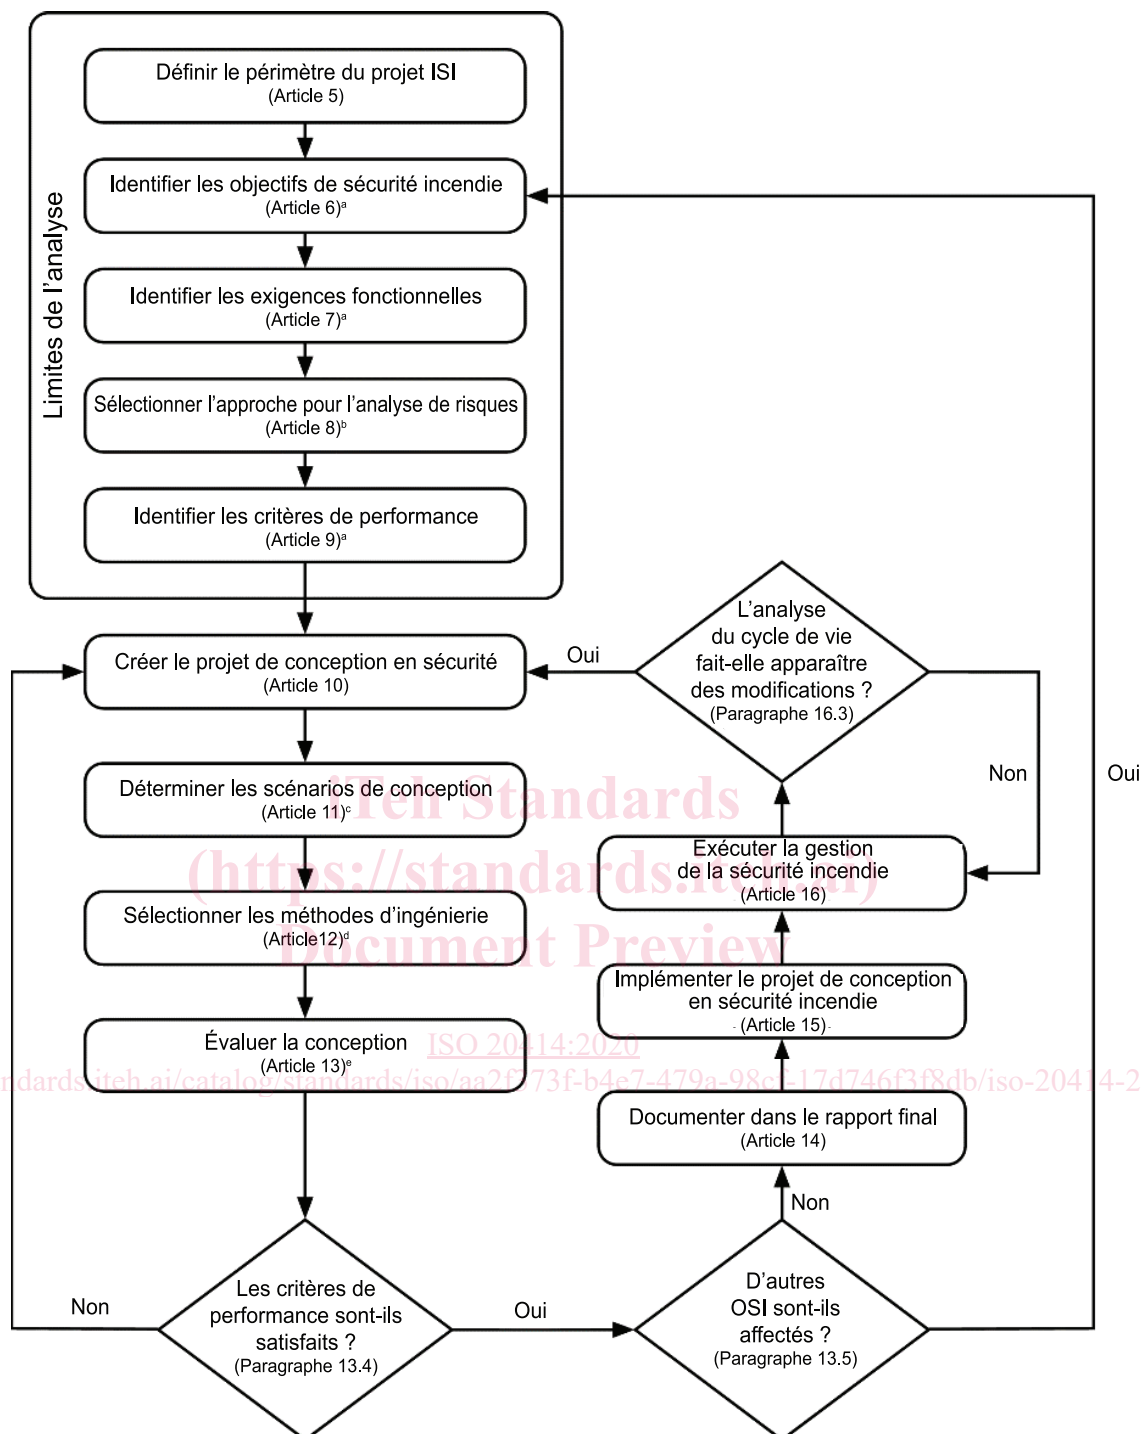 Limites de l'analyse
Définir le périmètre du projet ISI
(Article 5)
Identifier les objectifs de sécurité incendie
(Article 6)ᵃ
Identifier les exigences fonctionnelles
(Article 7)ᵃ
Sélectionner l'approche pour l'analyse de risques
(Article 8)ᵇ
Identifier les critères de performance
(Article 9)ᵃ
Créer le projet de conception en sécurité
(Article 10)
Déterminer les scénarios de conception
(Article 11)ᶜ
Sélectionner les méthodes d'ingénierie
(Article12)ᵈ
Évaluer la conception
(Article 13)ᵉ
Les critères de
performance sont-ils
satisfaits ?
(Paragraphe 13.4)
Non
Oui
D'autres
OSI sont-ils
affectés ?
(Paragraphe 13.5)
Non
Oui
Documenter dans le rapport final
(Article 14)
Implémenter le projet de conception
en sécurité incendie
(Article 15)
Exécuter la gestion
de la sécurité incendie
(Article 16)
L'analyse
du cycle de vie
fait-elle apparaître
des modifications ?
(Paragraphe 16.3)
Oui
Non
iTeh Standards
(https://standards.iteh.ai)
Document Preview
ISO 20414:2020